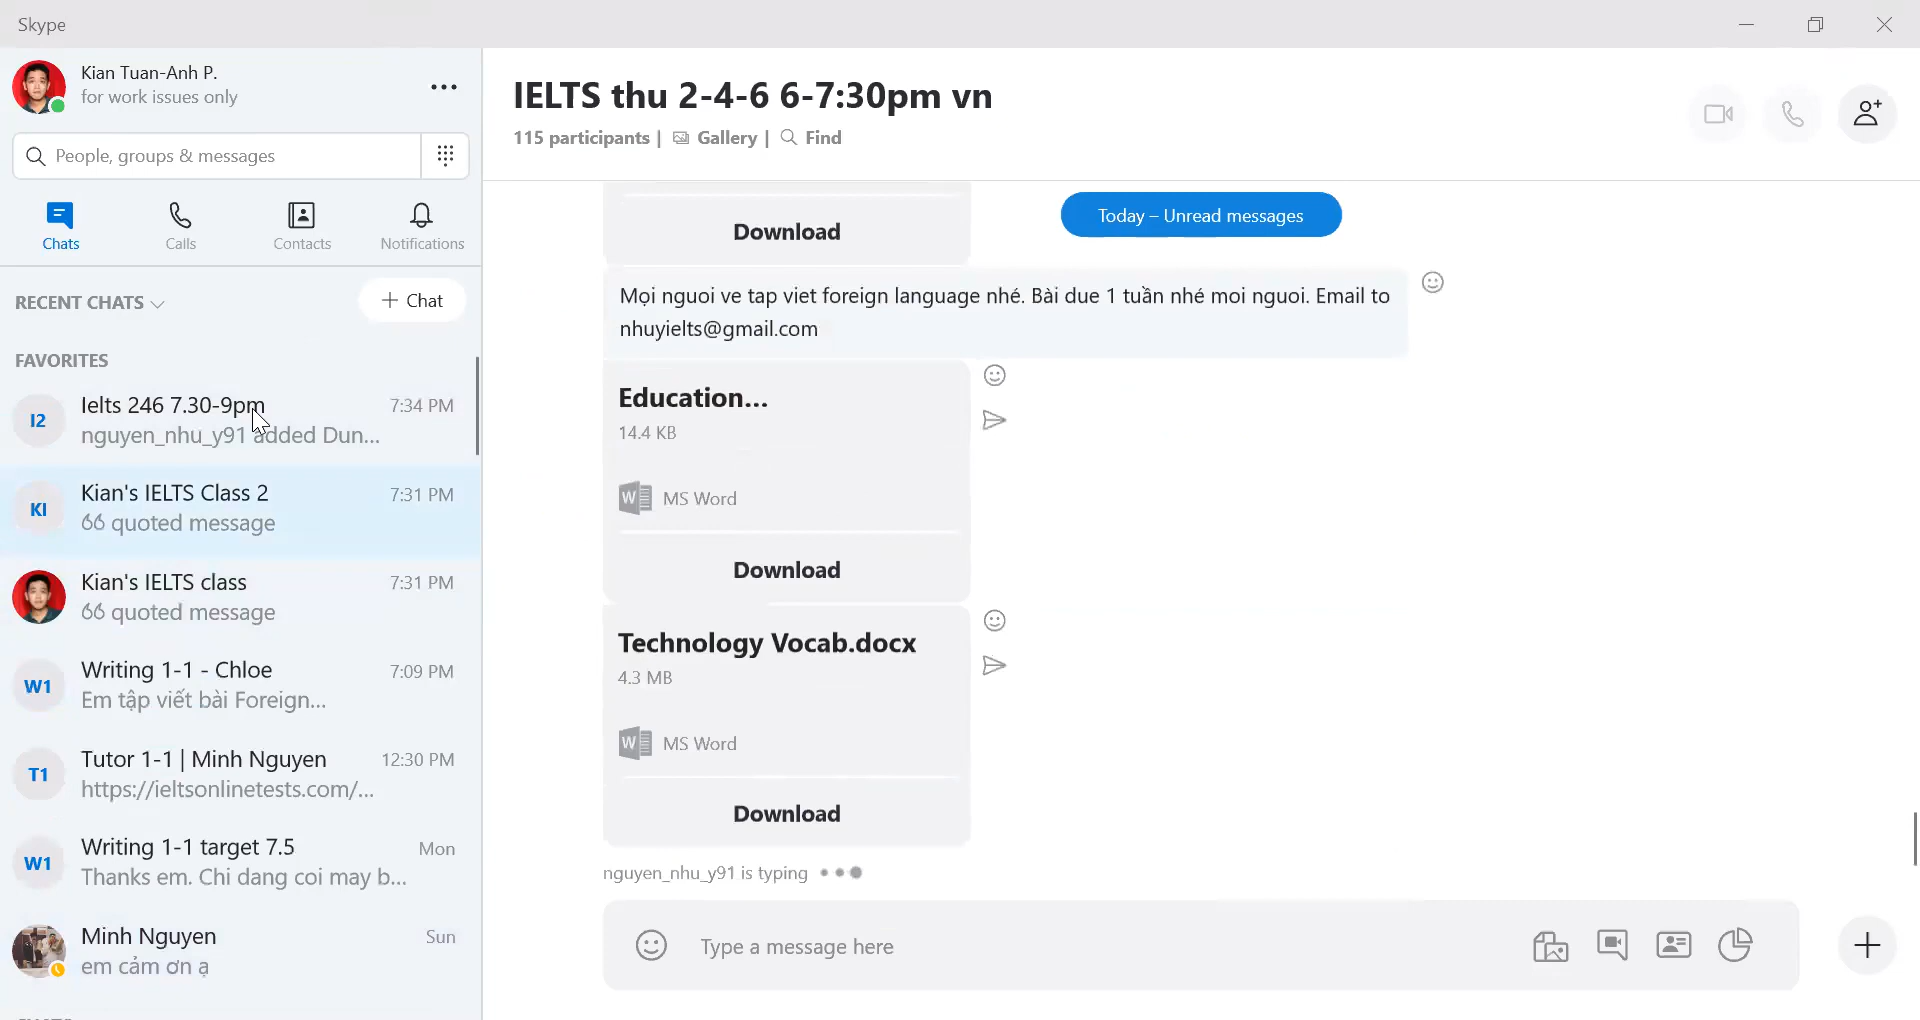 Skype
Kian Tuan-Anh P.
for work issues only
People, groups & messages
Chats
Calls
Contacts
Notifications
RECENT CHATS
+ Chat
FAVORITES
I2
Ielts 246 7.30-9pm
7:34 PM
nguyen_nhu_y91 added Dun...
KI
Kian's IELTS Class 2
7:31 PM
quoted message
Kian's IELTS class
7:31 PM
quoted message
W1
Writing 1-1 - Chloe
7:09 PM
Em tập viết bài Foreign...
T1
Tutor 1-1 | Minh Nguyen
12:30 PM
https://ieltsonlinetests.com/...
W1
Writing 1-1 target 7.5
Mon
Thanks em. Chi dang coi may b...
Minh Nguyen
Sun
em cảm ơn ạ
IELTS thu 2-4-6 6-7:30pm vn
115 participants | Gallery | Find
Today – Unread messages
Download
Mọi nguoi ve tap viet foreign language nhé. Bài due 1 tuần nhé moi nguoi. Email to
nhuyielts@gmail.com
Education...
14.4 KB
W MS Word
Download
Technology Vocab.docx
4.3 MB
W MS Word
Download
nguyen_nhu_y91 is typing
Type a message here